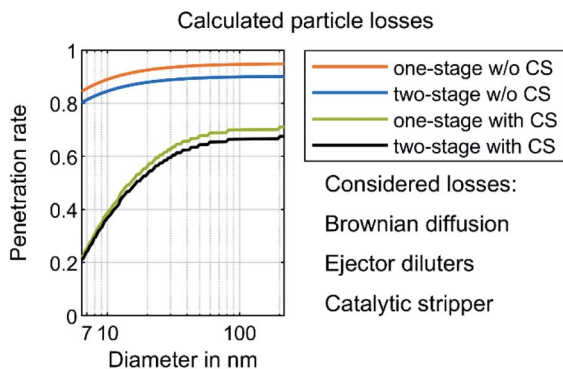 Calculated particle losses
Penetration rate
1
0.8
0.6
0.4
0.2
0
7 10 100
Diameter in nm
one-stage w/o CS
two-stage w/o CS
one-stage with CS
two-stage with CS
Considered losses:
Brownian diffusion
Ejector diluters
Catalytic stripper